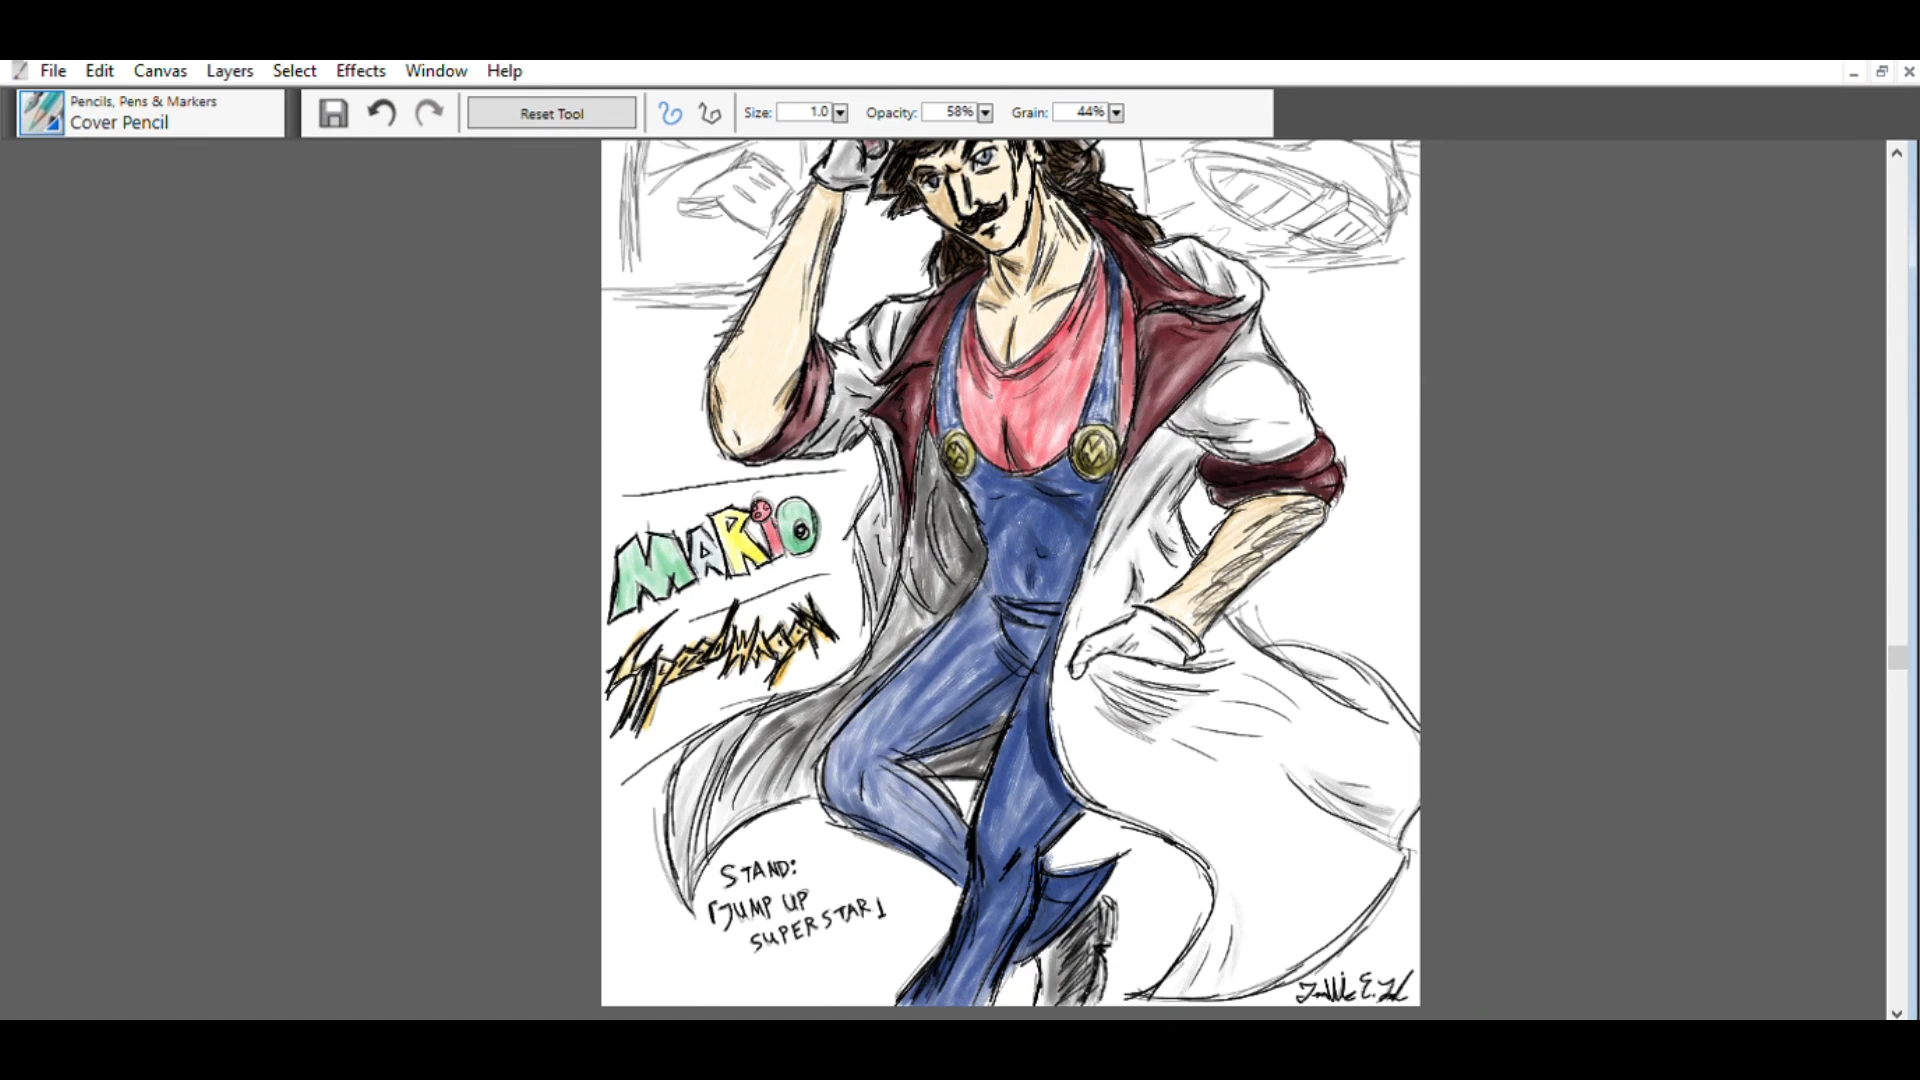 File Edit Canvas Layers Select Effects Window Help
Pencils, Pens & Markers
Cover Pencil
Reset Tool
Size: 1.0
Opacity: 58%
Grain: 44%
M M
MARiO
SpeedwagoN
STAND:
「JUMP UP
SUPERSTAR」